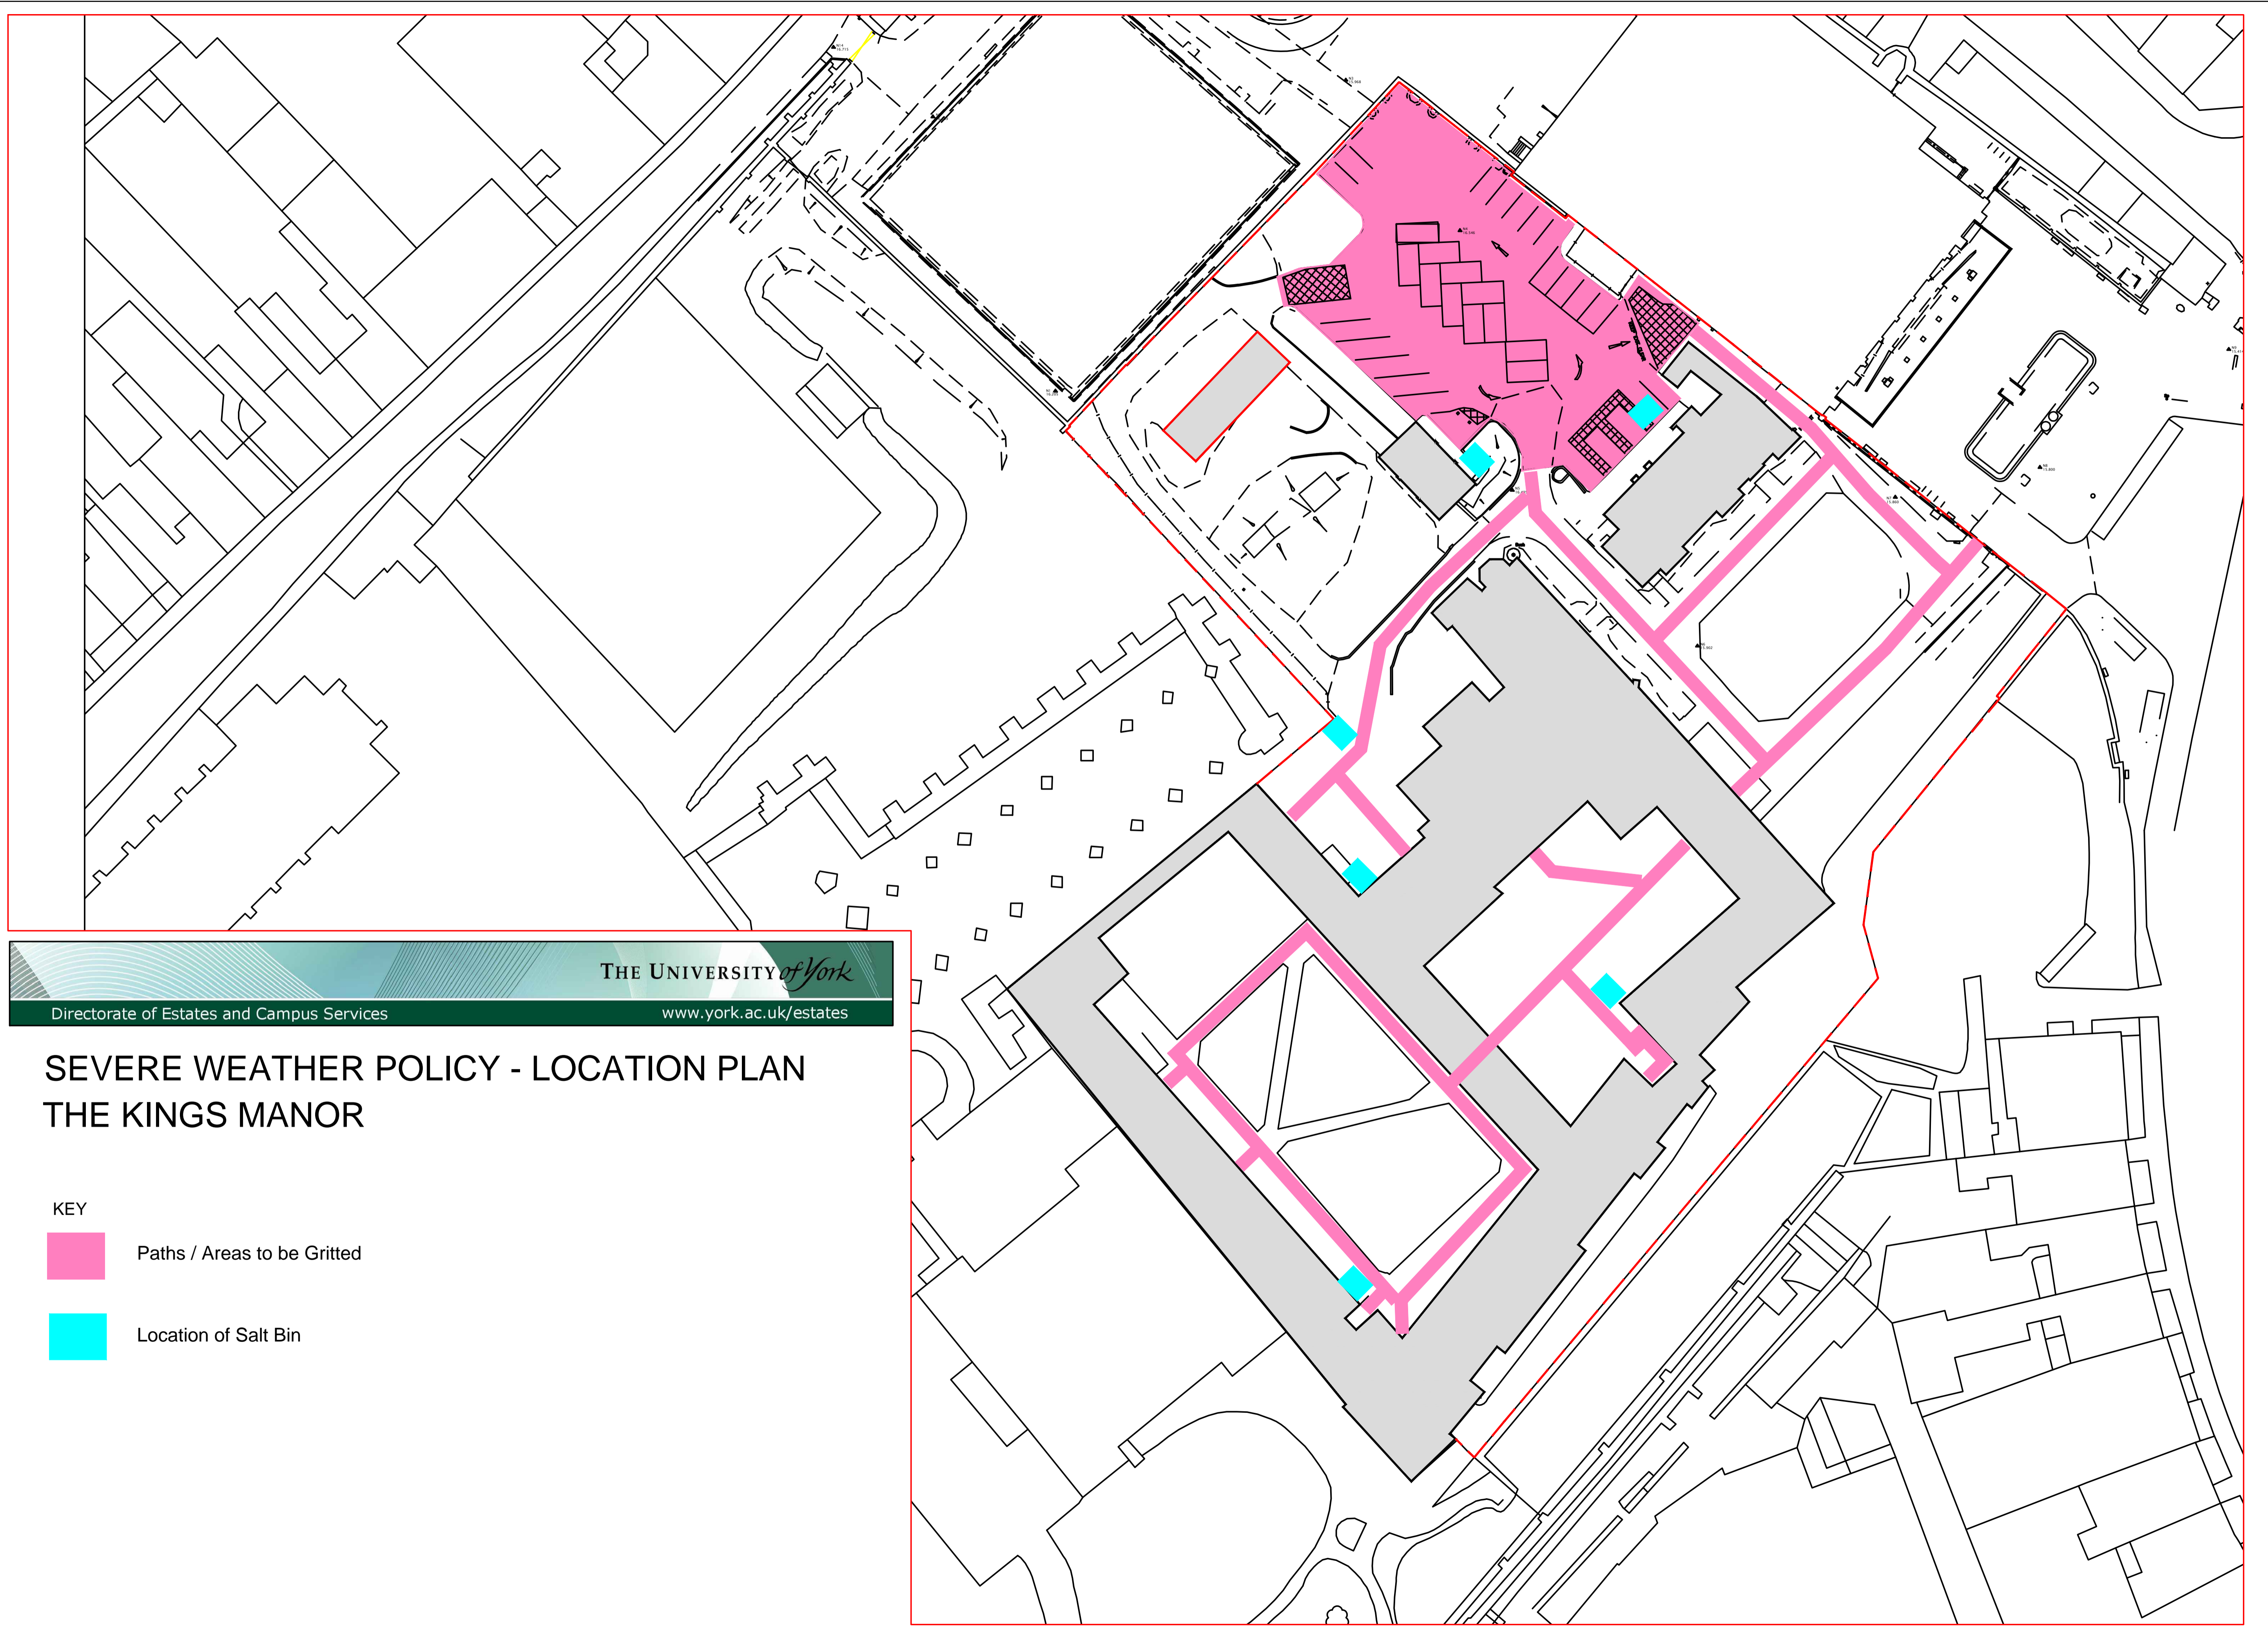 THE UNIVERSITY of York
Directorate of Estates and Campus Services www.york.ac.uk/estates
SEVERE WEATHER POLICY - LOCATION PLAN
THE KINGS MANOR
KEY
Paths / Areas to be Gritted
Location of Salt Bin